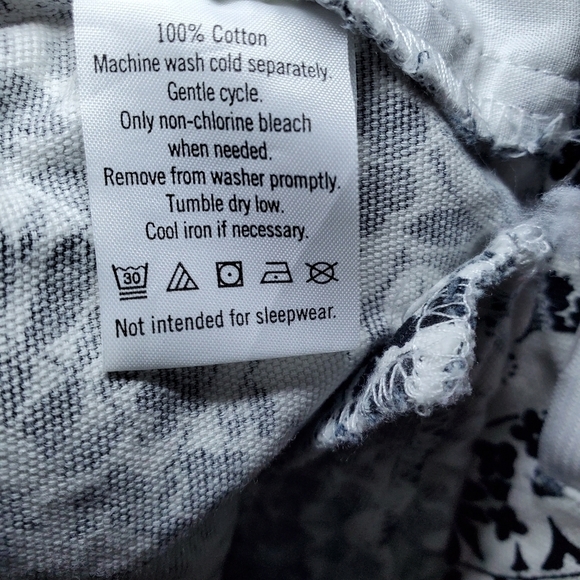 100% Cotton
Machine wash cold separately.
Gentle cycle.
Only non-chlorine bleach
when needed.
Remove from washer promptly.
Tumble dry low.
Cool iron if necessary.
30
Not intended for sleepwear.